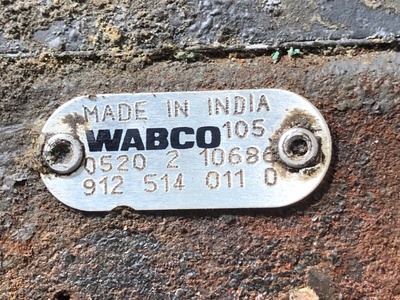 MADE IN INDIA
WABCO 105
0520 2 10686
912 514 011 0